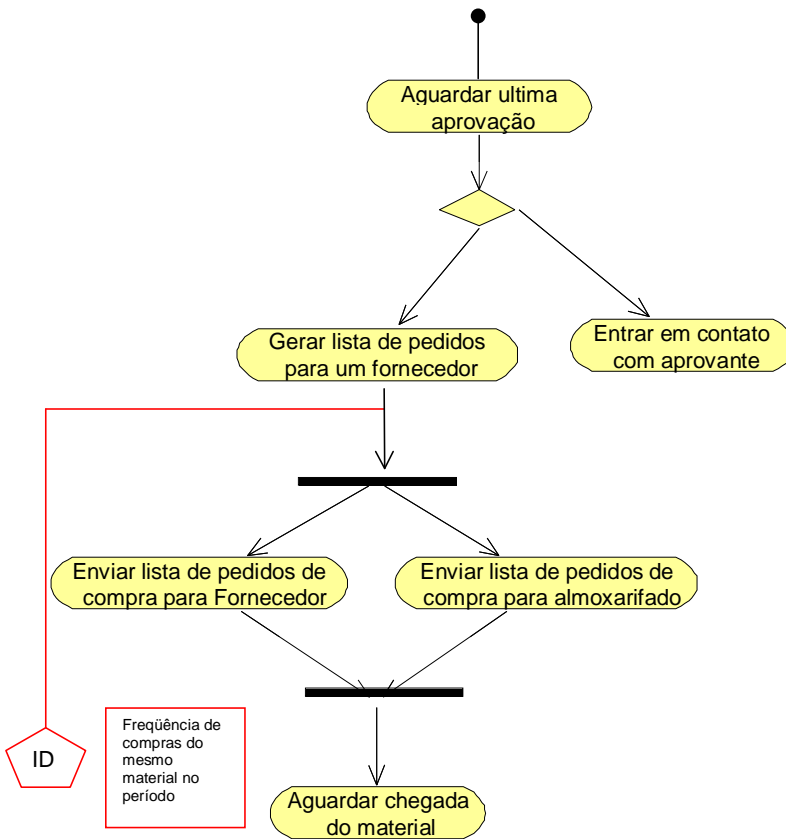 Aguardar ultima
aprovação
Gerar lista de pedidos
para um fornecedor
Entrar em contato
com aprovante
Enviar lista de pedidos de
compra para Fornecedor
Enviar lista de pedidos de
compra para almoxarifado
ID
Freqüência de
compras do
mesmo
material no
período
Aguardar chegada
do material